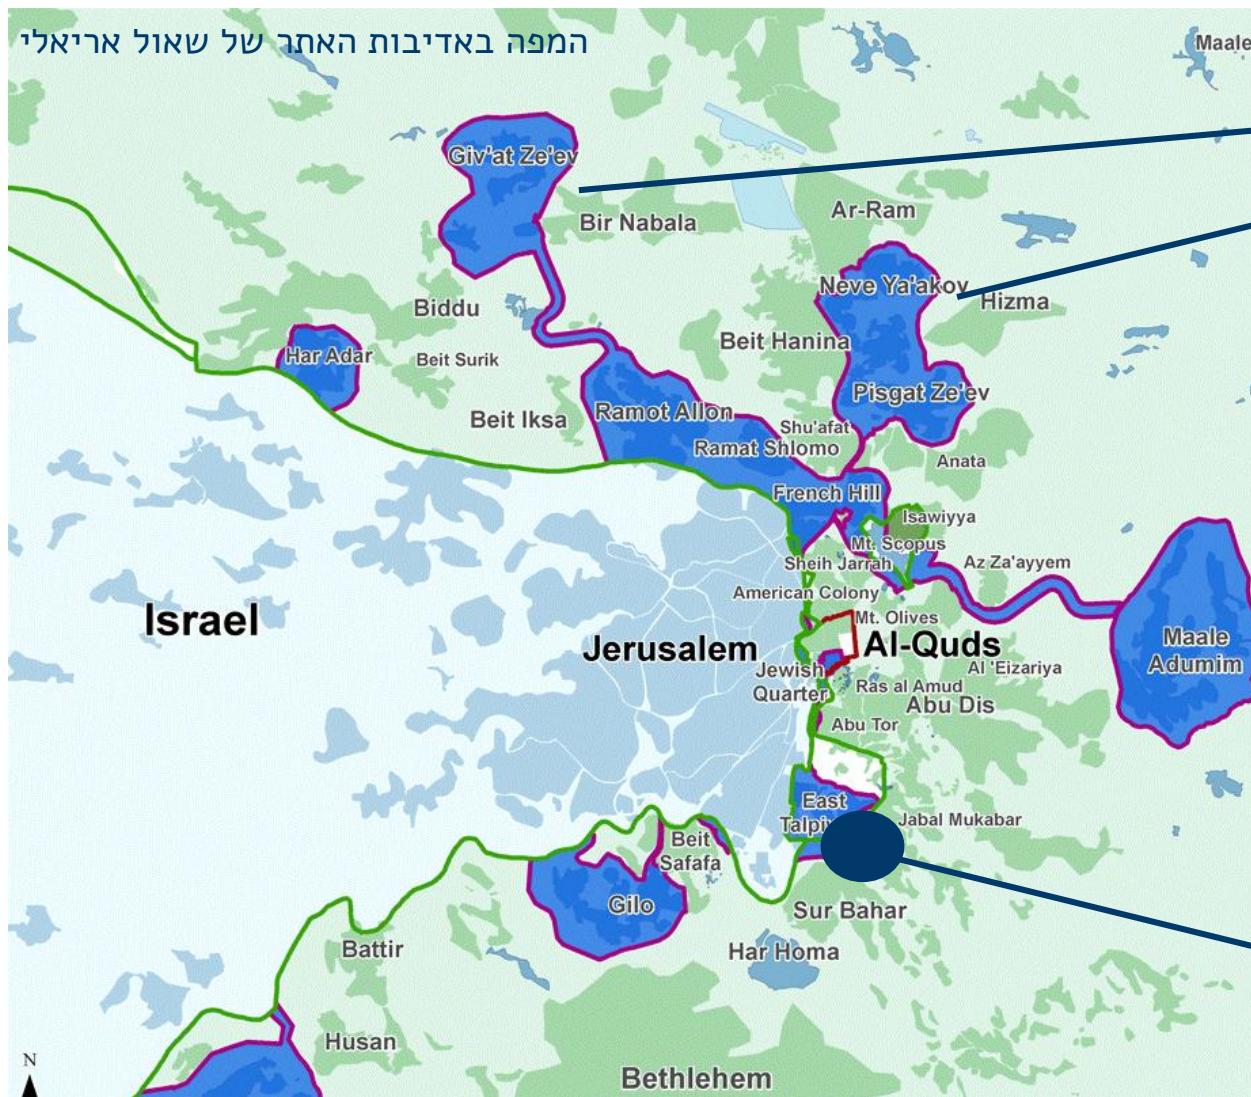 המפה באדיבות האתר של שאול אריאלי
Maale
Giv'at Ze'ev
Bir Nabala
Ar-Ram
Neve Ya'akov
Hizma
Biddu
Beit Hanina
Har Adar
Beit Surik
Pisgat Ze'ev
Beit Iksa
Ramot Allon
Shu'afat
Ramat Shlomo
Anata
French Hill
Isawiyya
Mt. Scopus
Sheih Jarrah
Az Za'ayyem
American Colony
Israel
Mt. Olives
Jerusalem
Al-Quds
Maale
Adumim
Jewish
Quarter
Al 'Eizariya
Ras al Amud
Abu Dis
Abu Tor
East
Jabal Mukabar
Beit
Safafa
Gilo
Sur Bahar
Battir
Har Homa
Husan
N
Bethlehem